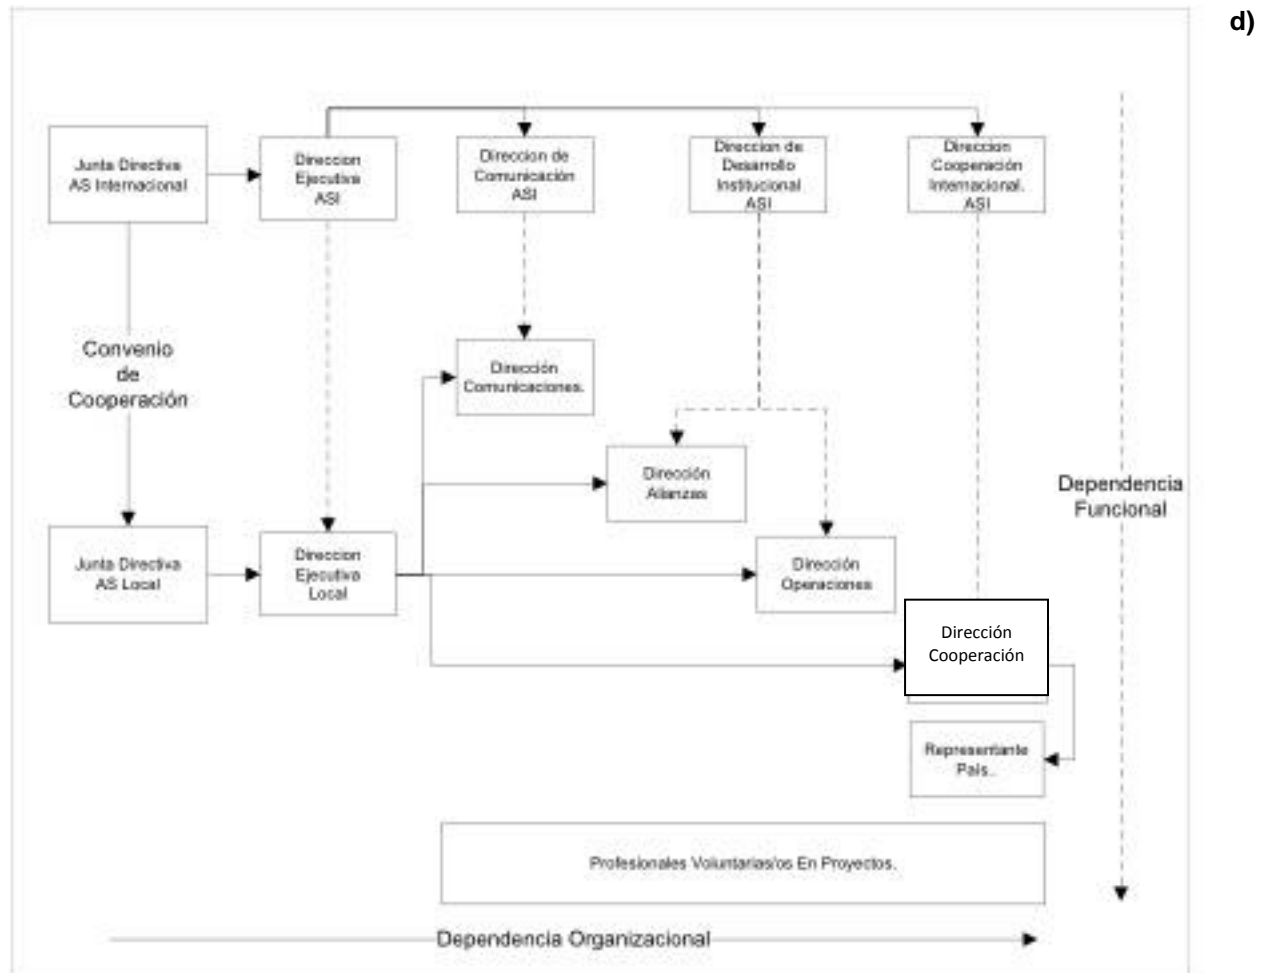 d)
Junta Directiva
AS Internacional
Direccion
Ejecutiva
ASI
Direccion de
Comunicación
ASI
Direccion de
Desarrollo
Institucional
ASI
Direccion
Cooperación
Internacional.
ASI
Convenio
de
Cooperación
Dirección
Comunicaciones.
Dirección
Alianzas
Dependencia
Funcional
Junta Directiva
AS Local
Direccion
Ejecutiva
Local
Dirección
Operaciones
Dirección
Cooperación
Representante
País..
Profesionales Voluntarias/os En Proyectos.
Dependencia Organizacional